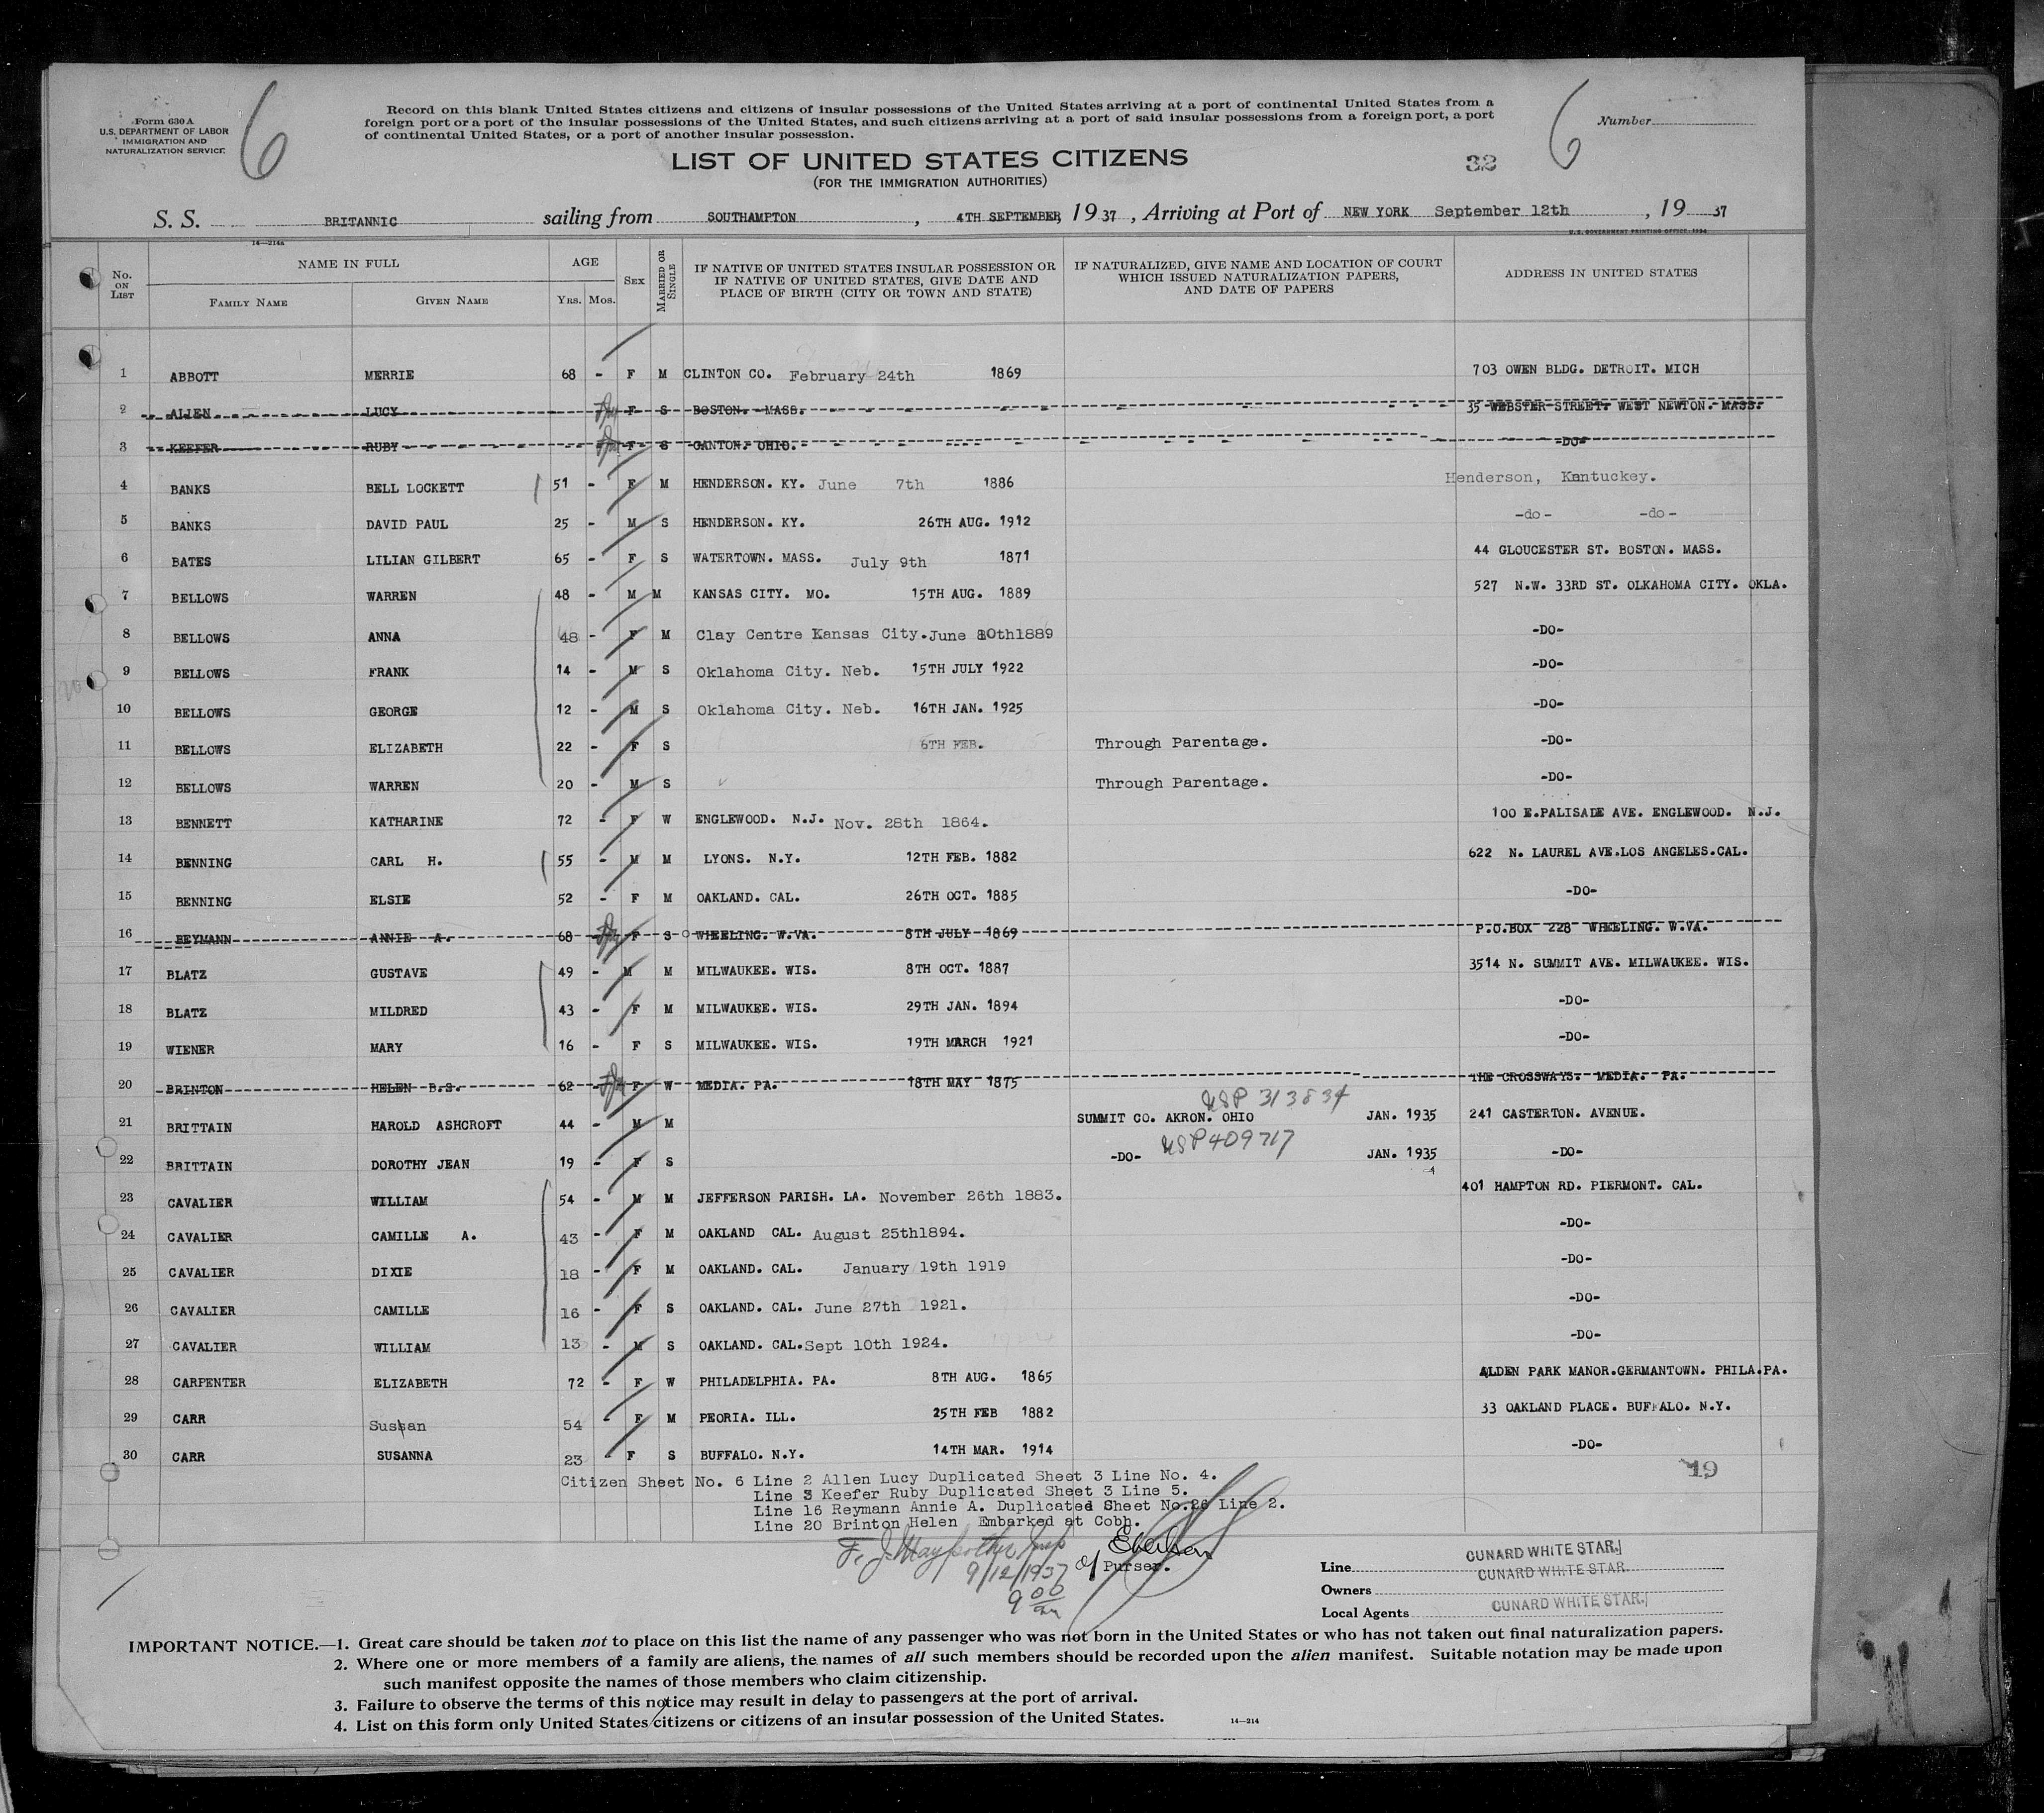 Form 630 A
U.S. DEPARTMENT OF LABOR
IMMIGRATION AND
NATURALIZATION SERVICE
6
Record on this blank United States citizens and citizens of insular possessions of the United States arriving at a port of continental United States from a
foreign port or a port of the insular possessions of the United States, and such citizens arriving at a port of said insular possessions from a foreign port, a port
of continental United States, or a port of another insular possession.
6
Number
LIST OF UNITED STATES CITIZENS
(FOR THE IMMIGRATION AUTHORITIES)
32
S. S. BRITANNIC sailing from SOUTHAMPTON , 4TH SEPTEMBER, 1937 , Arriving at Port of NEW YORK September 12th , 19 37
16—214a
U.S. GOVERNMENT PRINTING OFFICE: 1934
No. on List
NAME IN FULL
FAMILY NAME GIVEN NAME
AGE
YRS. MOS.
SEX
MARRIED OR SINGLE
IF NATIVE OF UNITED STATES INSULAR POSSESSION OR
IF NATIVE OF UNITED STATES, GIVE DATE AND
PLACE OF BIRTH (CITY OR TOWN AND STATE)
IF NATURALIZED, GIVE NAME AND LOCATION OF COURT
WHICH ISSUED NATURALIZATION PAPERS,
AND DATE OF PAPERS
ADDRESS IN UNITED STATES
1 ABBOTT MERRIE 68 - F M CLINTON CO. February 24th 1869 703 OWEN BLDG. DETROIT. MICH
2 ALLEN LUCY F S BOSTON. MASS. 35 WEBSTER STREET. WEST NEWTON. MASS.
3 KEEFER RUBY F S CANTON. OHIO. -DO-
4 BANKS BELL LOCKETT 51 - F M HENDERSON. KY. June 7th 1886 Henderson, Kentuckey.
5 BANKS DAVID PAUL 25 - M S HENDERSON. KY. 26TH AUG. 1912 -do- -do-
6 BATES LILIAN GILBERT 65 - F S WATERTOWN. MASS. July 9th 1871 44 GLOUCESTER ST. BOSTON. MASS.
7 BELLOWS WARREN 48 - M M KANSAS CITY. MO. 15TH AUG. 1889 527 N.W. 33RD ST. OLKAHOMA CITY. OKLA.
8 BELLOWS ANNA 48 - F M Clay Centre Kansas City. June 30th1889 -DO-
9 BELLOWS FRANK 14 - M S Oklahoma City. Neb. 15TH JULY 1922 -DO-
10 BELLOWS GEORGE 12 - M S Oklahoma City. Neb. 16TH JAN. 1925 -DO-
11 BELLOWS ELIZABETH 22 - F S 6TH FEB. Through Parentage. -DO-
12 BELLOWS WARREN 20 - M S Through Parentage. -DO-
13 BENNETT KATHARINE 72 - F W ENGLEWOOD. N.J. Nov. 28th 1864. 100 E.PALISADE AVE. ENGLEWOOD. N.J.
14 BENNING CARL H. 55 - M M LYONS. N.Y. 12TH FEB. 1882 622 N. LAUREL AVE.LOS ANGELES.CAL.
15 BENNING ELSIE 52 - F M OAKLAND. CAL. 26TH OCT. 1885 -DO-
16 REYMANN ANNIE A. 68 F S WHEELING. W.VA. 8TH JULY 1869 P.O.BOX 228 WHEELING. W.VA.
17 BLATZ GUSTAVE 49 - M M MILWAUKEE. WIS. 8TH OCT. 1887 3514 N. SUMMIT AVE. MILWAUKEE. WIS.
18 BLATZ MILDRED 43 - F M MILWAUKEE. WIS. 29TH JAN. 1894 -DO-
19 WIENER MARY 16 - F S MILWAUKEE. WIS. 19TH MARCH 1921 -DO-
20 BRINTON HELEN B.S. 62 F W MEDIA. PA. 18TH MAY 1875 THE CROSSWAYS. MEDIA. PA.
USP 313834
21 BRITTAIN HAROLD ASHCROFT 44 - M M SUMMIT CO. AKRON. OHIO JAN. 1935 241 CASTERTON. AVENUE.
USP 409717
22 BRITTAIN DOROTHY JEAN 19 - F S -DO- JAN. 1935 -DO-
23 CAVALIER WILLIAM 54 - M M JEFFERSON PARISH. LA. November 26th 1883. 401 HAMPTON RD. PIERMONT. CAL.
24 CAVALIER CAMILLE A. 43 - F M OAKLAND CAL. August 25th1894. -DO-
25 CAVALIER DIXIE 18 - F M OAKLAND. CAL. January 19th 1919 -DO-
26 CAVALIER CAMILLE 16 - F S OAKLAND. CAL. June 27th 1921. -DO-
27 CAVALIER WILLIAM 13 - M S OAKLAND. CAL.Sept 10th 1924. -DO-
28 CARPENTER ELIZABETH 72 - F W PHILADELPHIA. PA. 8TH AUG. 1865 ALDEN PARK MANOR.GERMANTOWN. PHILA.PA.
29 CARR Sussan 54 - F M PEORIA. ILL. 25TH FEB 1882 33 OAKLAND PLACE. BUFFALO. N.Y.
30 CARR SUSANNA 23 - F S BUFFALO. N.Y. 14TH MAR. 1914 -DO-
19
Citizen Sheet No. 6 Line 2 Allen Lucy Duplicated Sheet 3 Line No. 4.
Line 3 Keefer Ruby Duplicated Sheet 3 Line 5.
Line 16 Reymann Annie A. Duplicated Sheet No.26 Line 2.
Line 20 Brinton Helen Embarked at Cobh.
9/12/1937
9 00 am
Purser.
Line CUNARD WHITE STAR.
CUNARD WHITE STAR.
Owners
Local Agents CUNARD WHITE STAR.
IMPORTANT NOTICE.—1. Great care should be taken not to place on this list the name of any passenger who was not born in the United States or who has not taken out final naturalization papers.
2. Where one or more members of a family are aliens, the names of all such members should be recorded upon the alien manifest. Suitable notation may be made upon
such manifest opposite the names of those members who claim citizenship.
3. Failure to observe the terms of this notice may result in delay to passengers at the port of arrival.
4. List on this form only United States citizens or citizens of an insular possession of the United States.
14—214